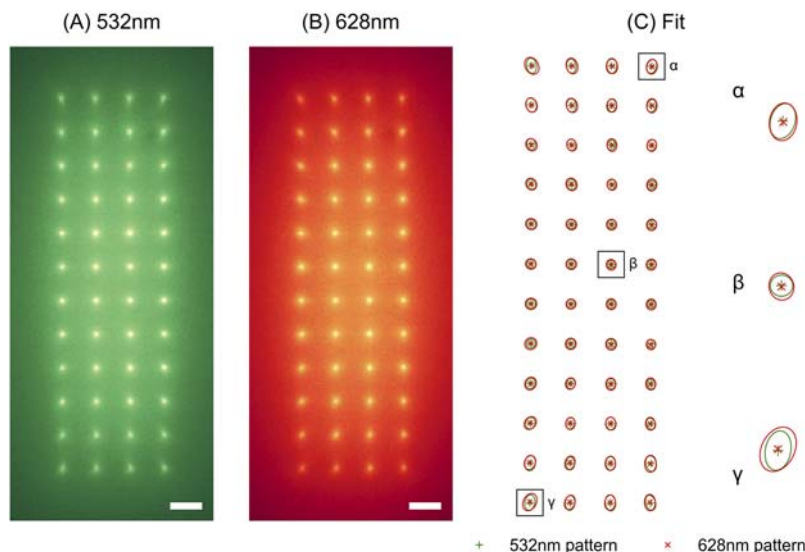 (A) 532nm
(B) 628nm
(C) Fit
α
β
γ
α
β
γ
+ 532nm pattern
× 628nm pattern